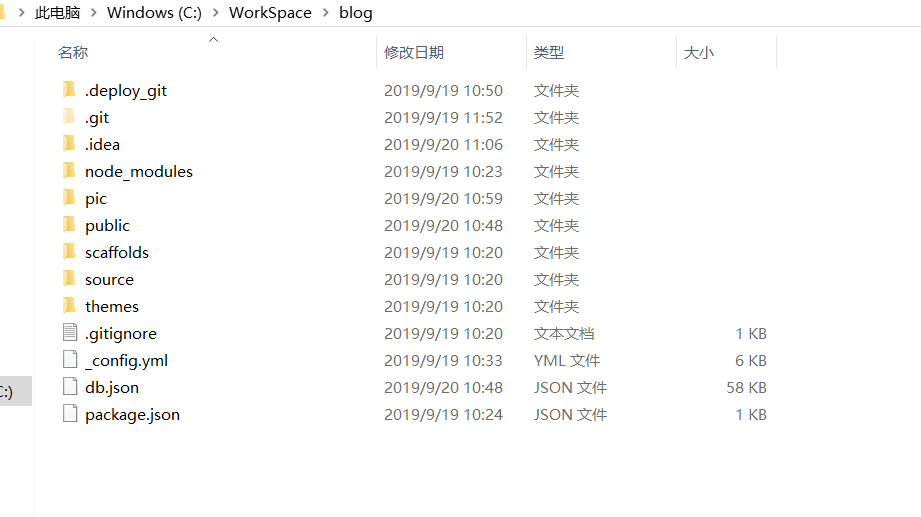 此电脑 > Windows (C:) > WorkSpace > blog
名称 修改日期 类型 大小
.deploy_git 2019/9/19 10:50 文件夹
.git 2019/9/19 11:52 文件夹
.idea 2019/9/20 11:06 文件夹
node_modules 2019/9/19 10:23 文件夹
pic 2019/9/20 10:59 文件夹
public 2019/9/20 10:48 文件夹
scaffolds 2019/9/19 10:20 文件夹
source 2019/9/19 10:20 文件夹
themes 2019/9/19 10:20 文件夹
.gitignore 2019/9/19 10:20 文本文档 1 KB
_config.yml 2019/9/19 10:33 YML 文件 6 KB
db.json 2019/9/20 10:48 JSON 文件 58 KB
package.json 2019/9/19 10:24 JSON 文件 1 KB
:)